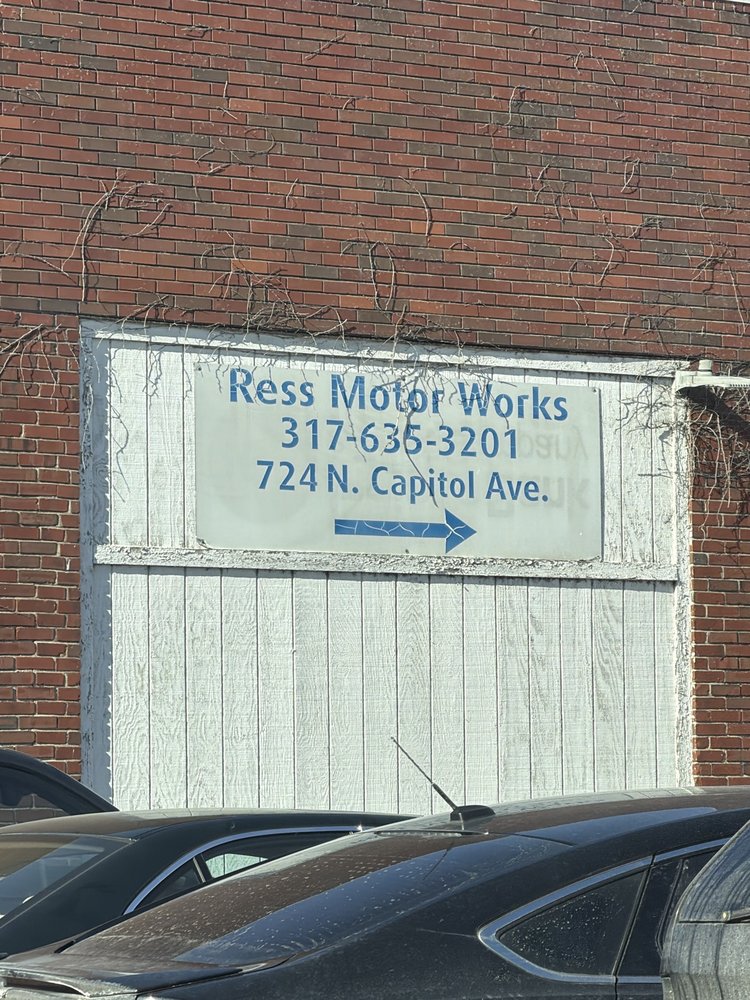 Ress Motor Works
317-635-3201
724 N. Capitol Ave.